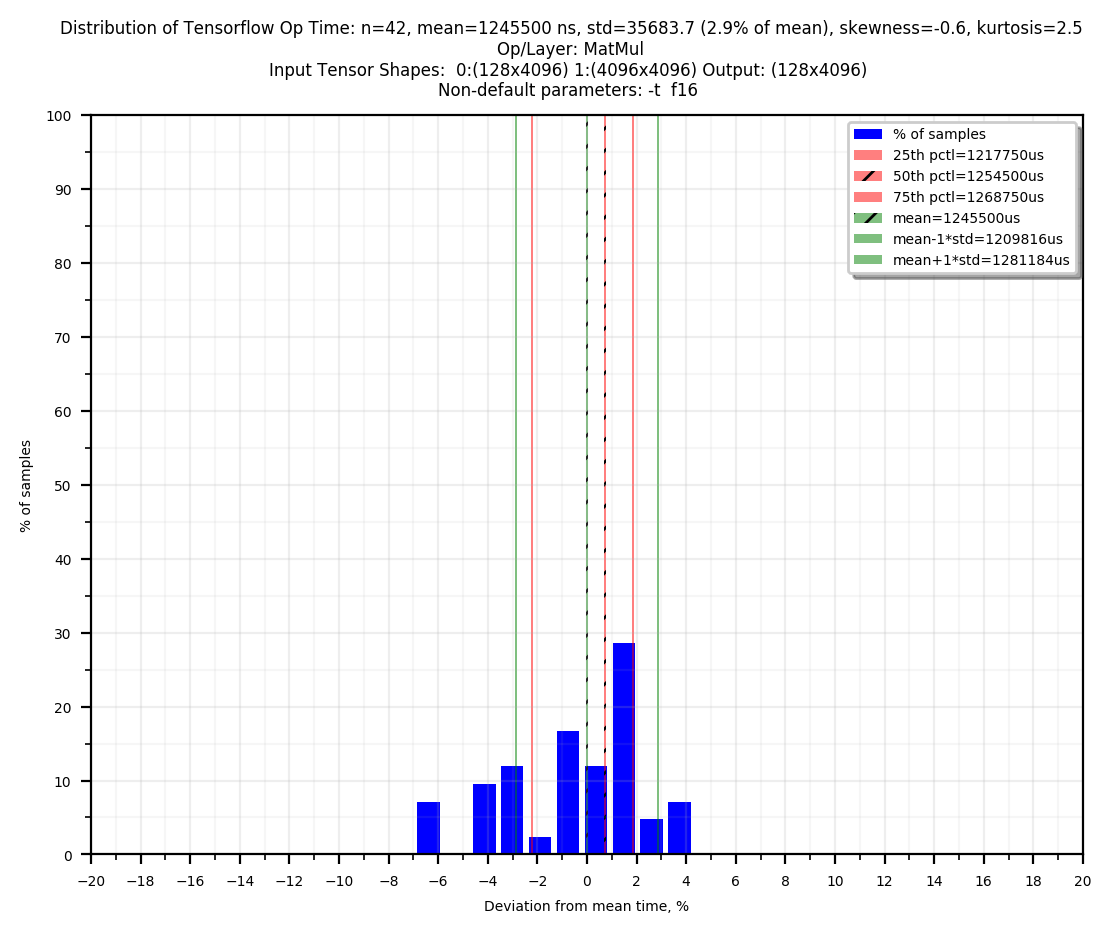 Distribution of Tensorflow Op Time: n=42, mean=1245500 ns, std=35683.7 (2.9% of mean), skewness=-0.6, kurtosis=2.5
Op/Layer: MatMul
Input Tensor Shapes:  0:(128x4096) 1:(4096x4096) Output: (128x4096)
Non-default parameters: -t  f16
% of samples
25th pctl=1217750us
50th pctl=1254500us
75th pctl=1268750us
mean=1245500us
mean-1*std=1209816us
mean+1*std=1281184us
100
90
80
70
60
50
40
30
20
10
0
% of samples
−20 −18 −16 −14 −12 −10 −8 −6 −4 −2 0 2 4 6 8 10 12 14 16 18 20
Deviation from mean time, %